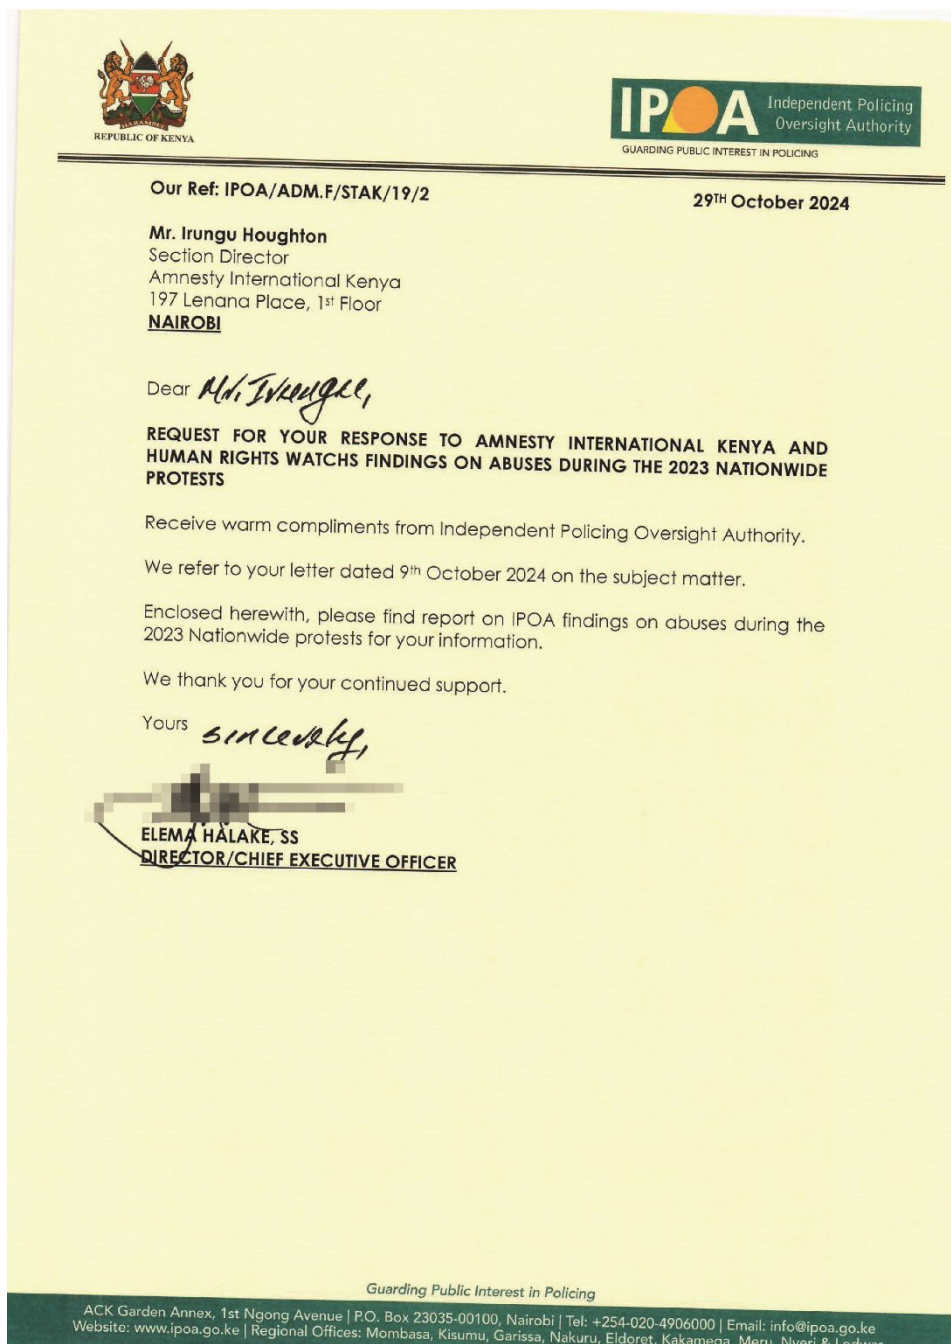 REPUBLIC OF KENYA
IPOA Independent Policing
Oversight Authority
GUARDING PUBLIC INTEREST IN POLICING
Our Ref: IPOA/ADM.F/STAK/19/2
29TH October 2024
Mr. Irungu Houghton
Section Director
Amnesty International Kenya
197 Lenana Place, 1st Floor
NAIROBI
Dear Mr. Irungu,
REQUEST FOR YOUR RESPONSE TO AMNESTY INTERNATIONAL KENYA AND
HUMAN RIGHTS WATCHS FINDINGS ON ABUSES DURING THE 2023 NATIONWIDE
PROTESTS
Receive warm compliments from Independent Policing Oversight Authority.
We refer to your letter dated 9th October 2024 on the subject matter.
Enclosed herewith, please find report on IPOA findings on abuses during the
2023 Nationwide protests for your information.
We thank you for your continued support.
Yours sincerely,
ELEMA HALAKE, SS
DIRECTOR/CHIEF EXECUTIVE OFFICER
Guarding Public Interest in Policing
ACK Garden Annex, 1st Ngong Avenue | P.O. Box 23035-00100, Nairobi | Tel: +254-020-4906000 | Email: info@ipoa.go.ke
Website: www.ipoa.go.ke | Regional Offices: Mombasa, Kisumu, Garissa, Nakuru, Eldoret, Kakamega, Meru, Nyeri & Lodwar